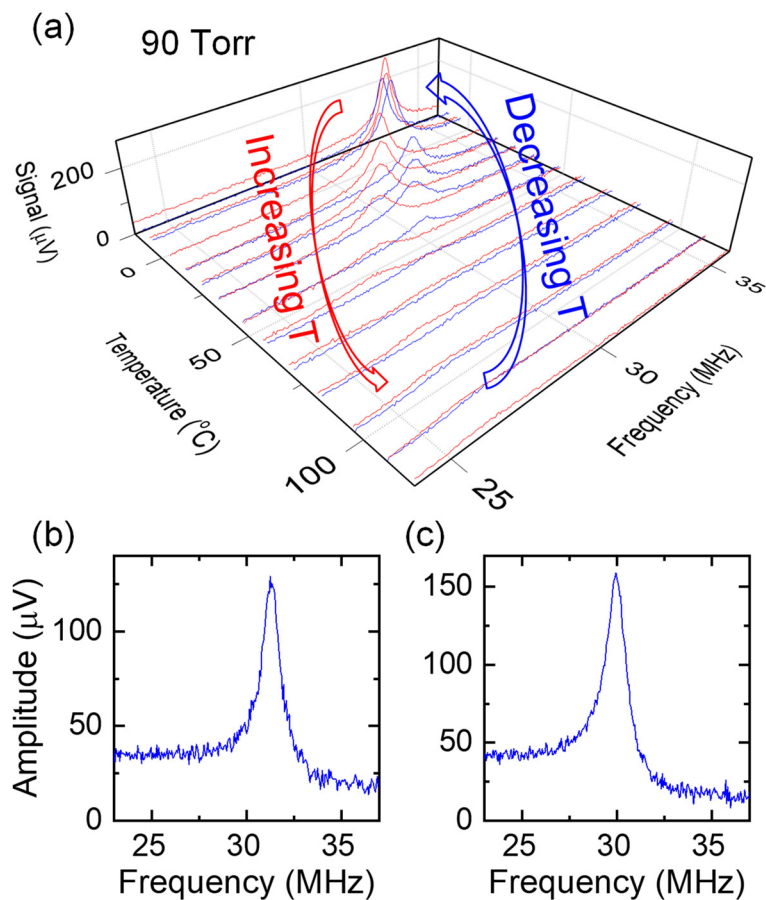 (a)
90 Torr
Increasing T
Decreasing T
Signal (μV)
200
0
0
50
100
Temperature (°C)
25
30
35
Frequency (MHz)
(b)
Amplitude (μV)
100
50
0
25
30
35
Frequency (MHz)
(c)
150
100
50
0
25
30
35
Frequency (MHz)